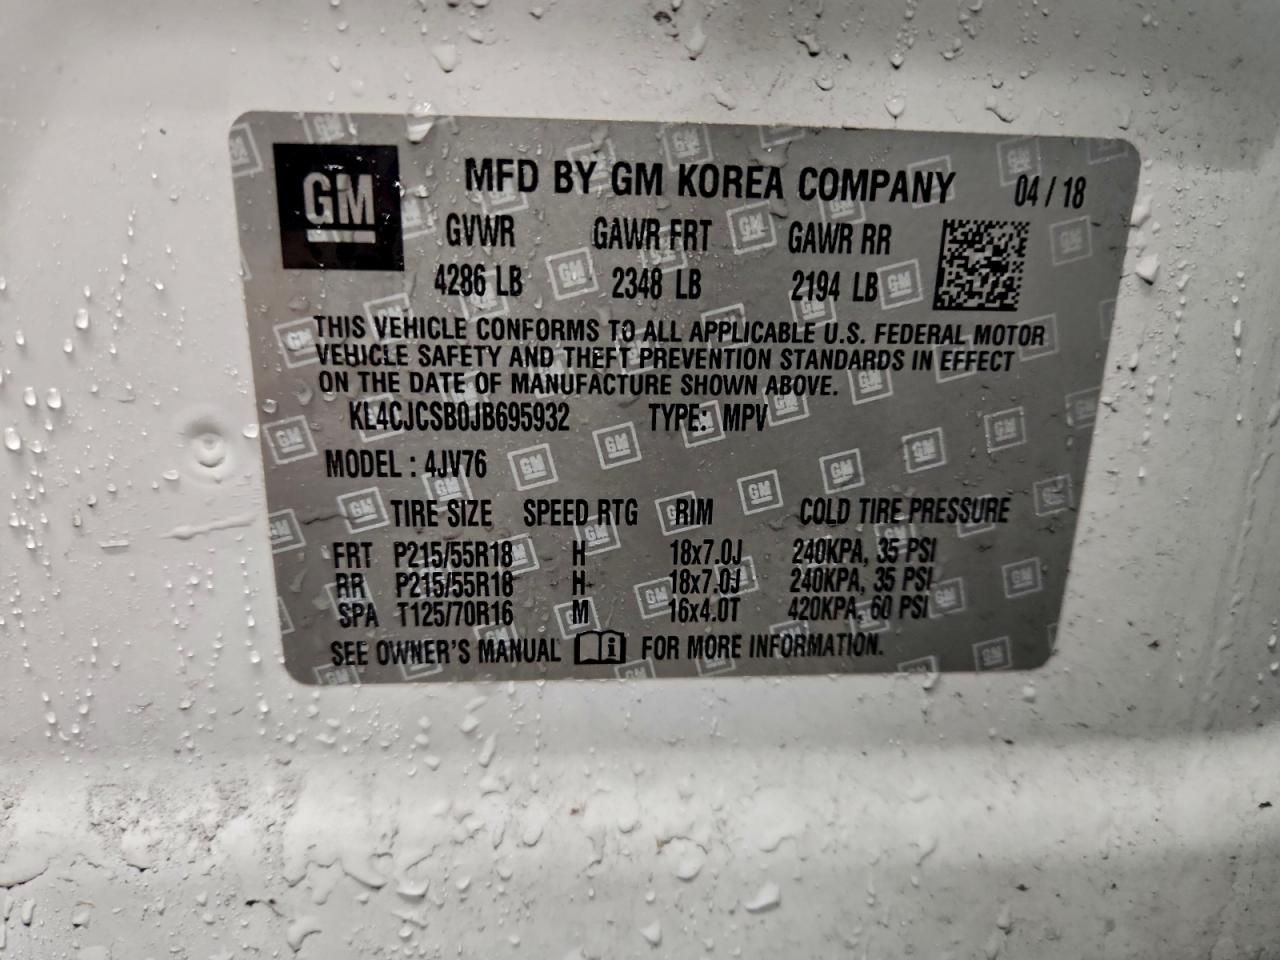 GM
MFD BY GM KOREA COMPANY 04 / 18
GVWR GAWR FRT GAWR RR
4286 LB 2348 LB 2194 LB
THIS VEHICLE CONFORMS TO ALL APPLICABLE U.S. FEDERAL MOTOR
VEHICLE SAFETY AND THEFT PREVENTION STANDARDS IN EFFECT
ON THE DATE OF MANUFACTURE SHOWN ABOVE.
KL4CJCSB0JB695932 TYPE: MPV
MODEL : 4JV76
TIRE SIZE SPEED RTG RIM COLD TIRE PRESSURE
FRT P215/55R18 H 18x7.0J 240KPA, 35 PSI
RR P215/55R18 H 18x7.0J 240KPA, 35 PSI
SPA T125/70R16 M 16x4.0T 420KPA, 60 PSI
SEE OWNER'S MANUAL i FOR MORE INFORMATION.